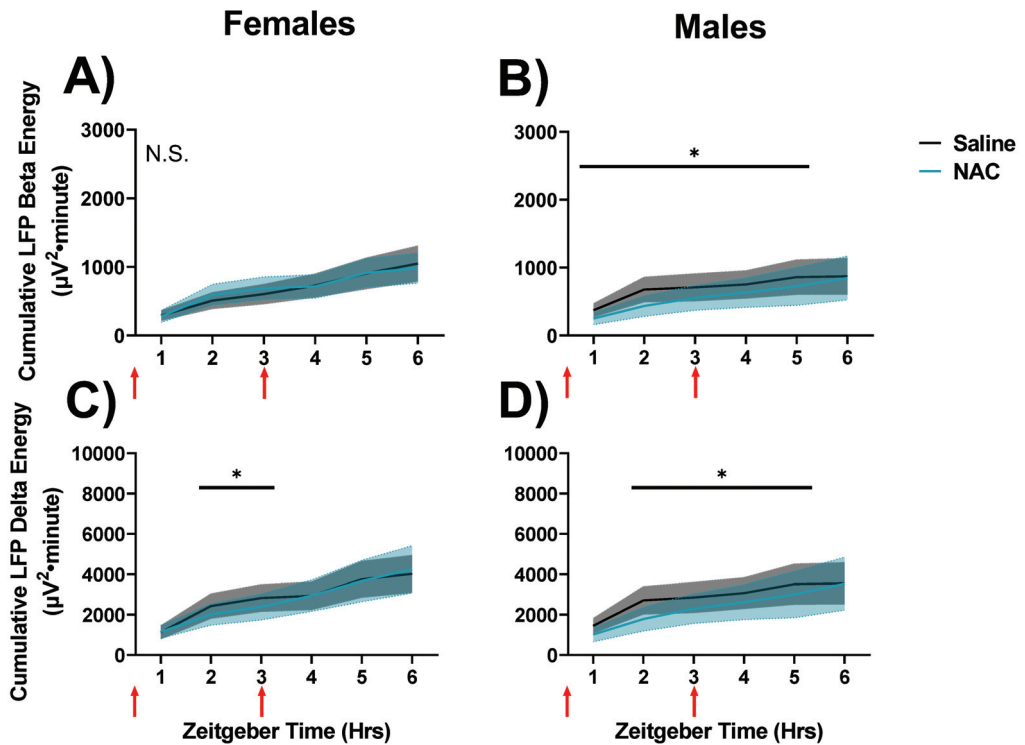 Females
Males
A)
B)
Cumulative LFP Beta Energy
(µV²•minute)
3000
2000
1000
0
N.S.
1 2 3 4 5 6
3000
2000
1000
0
*
1 2 3 4 5 6
Saline
NAC
C)
D)
Cumulative LFP Delta Energy
(µV²•minute)
10000
8000
6000
4000
2000
0
*
1 2 3 4 5 6
Zeitgeber Time (Hrs)
10000
8000
6000
4000
2000
0
*
1 2 3 4 5 6
Zeitgeber Time (Hrs)